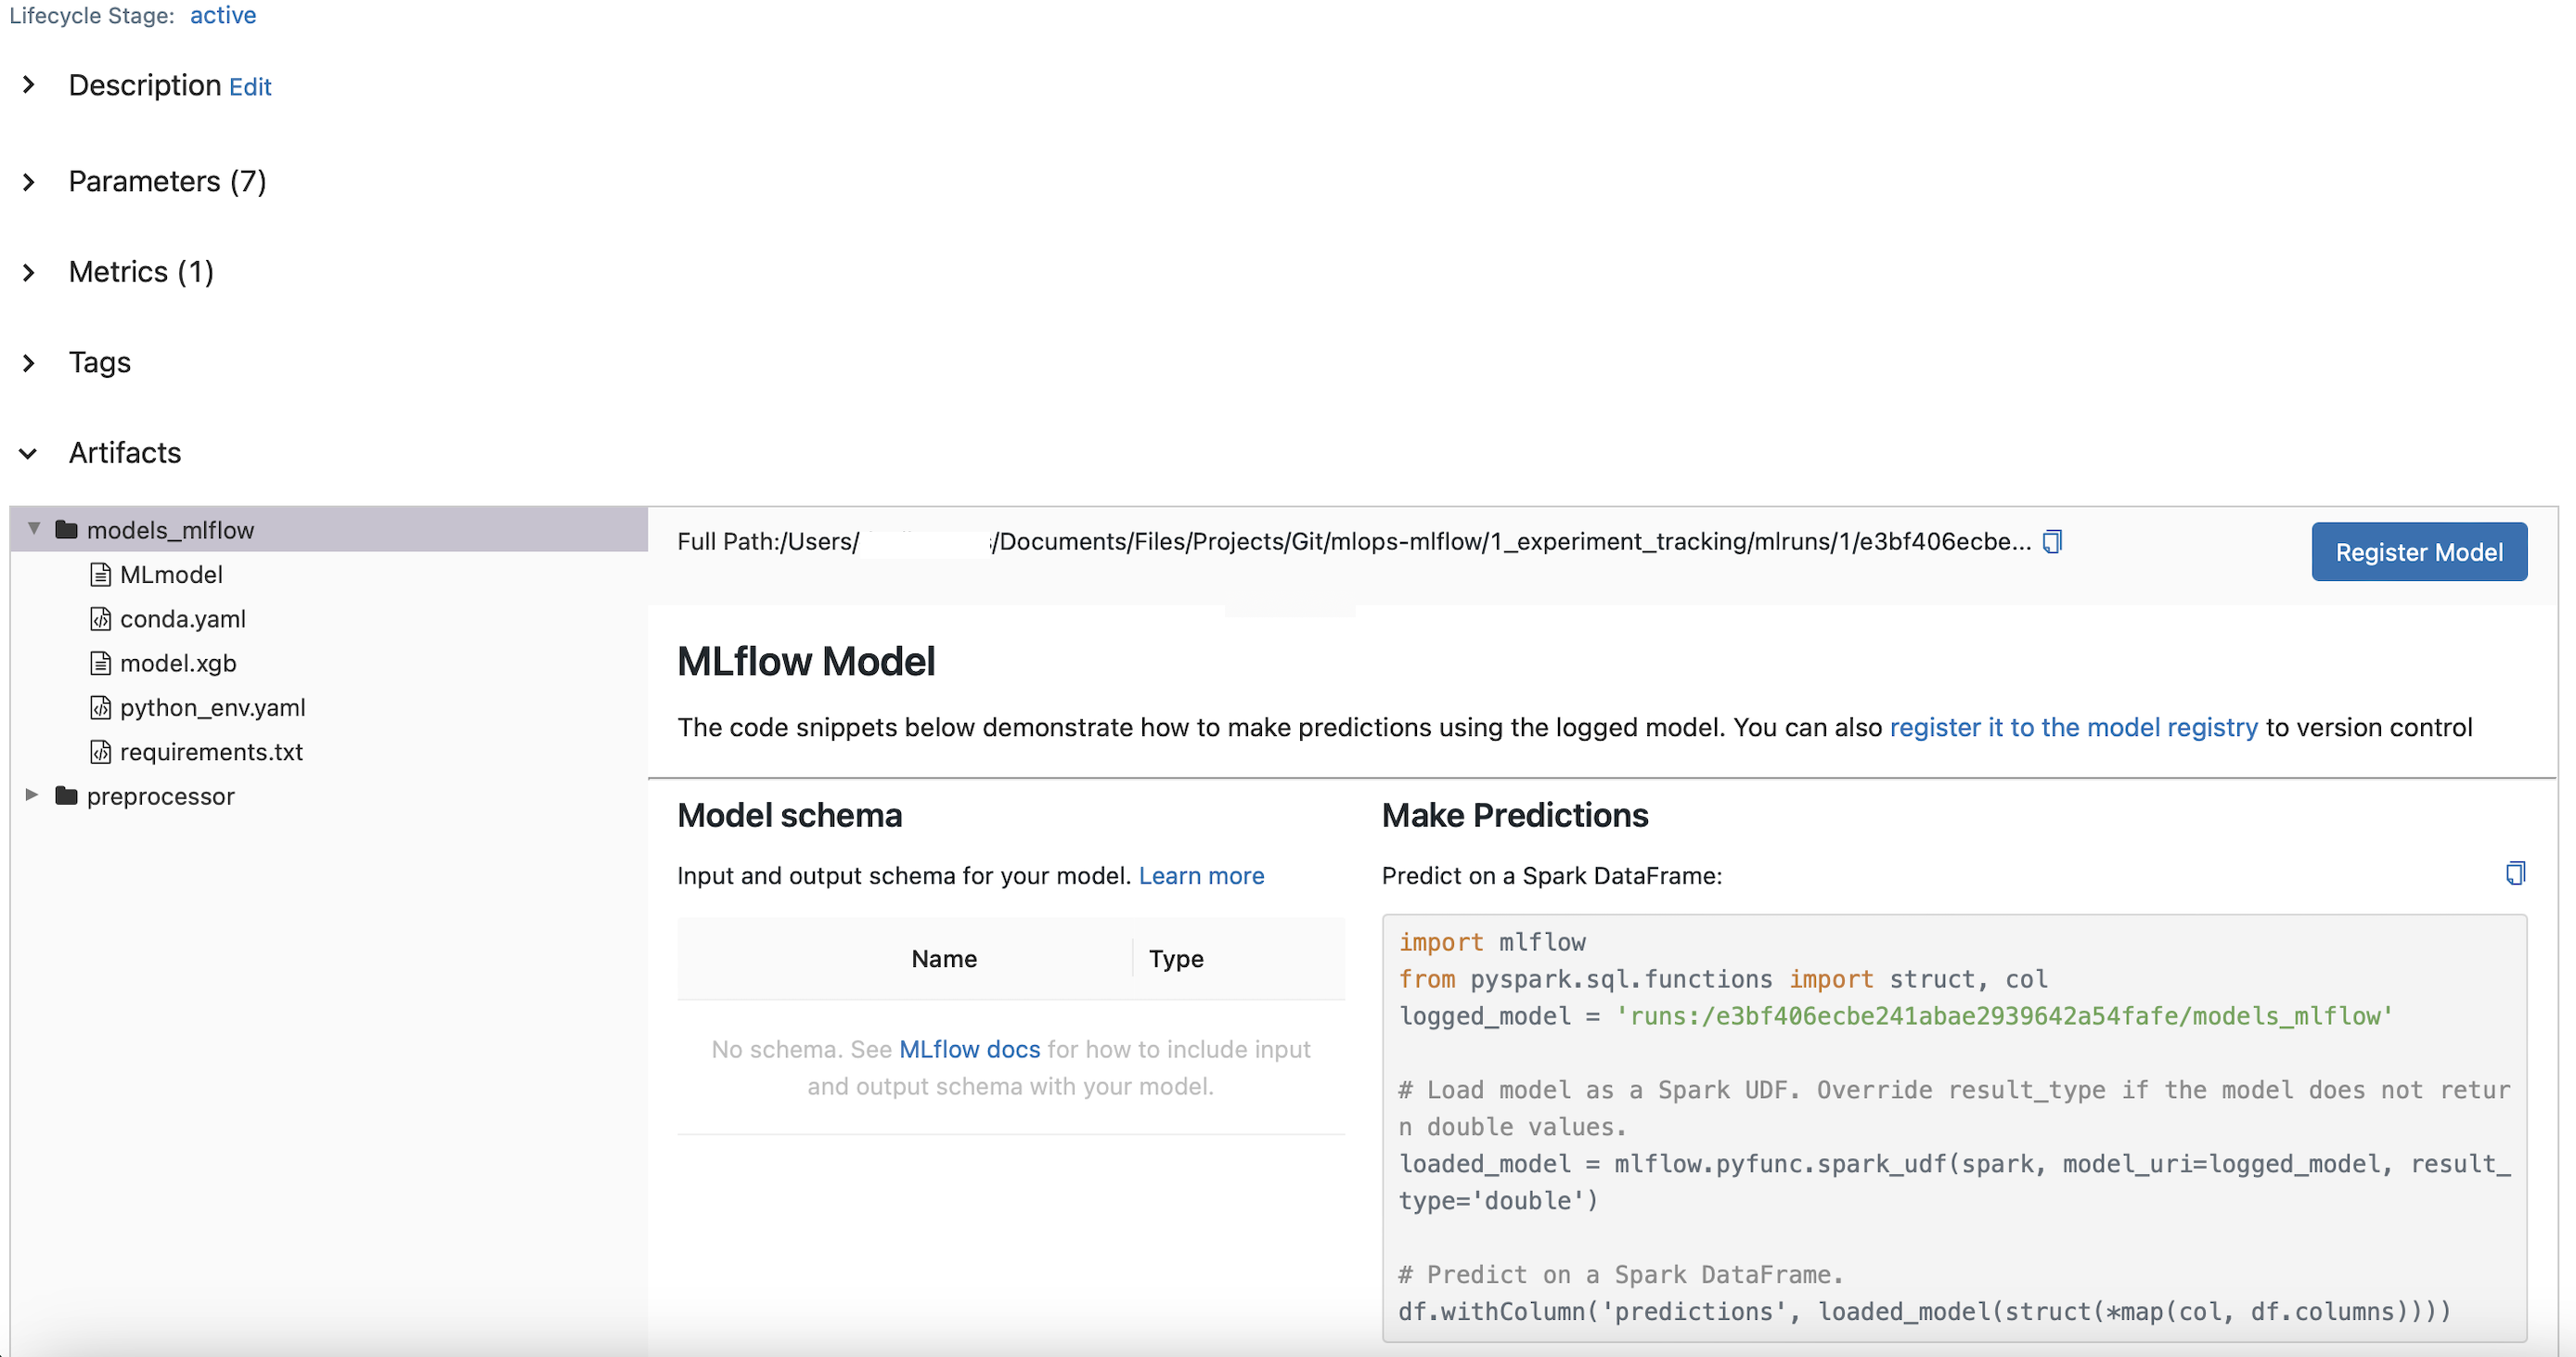 Lifecycle Stage: active
Description Edit
Parameters (7)
Metrics (1)
Tags
Artifacts
models_mlflow
MLmodel
conda.yaml
model.xgb
python_env.yaml
requirements.txt
preprocessor
Full Path:/Users/ /Documents/Files/Projects/Git/mlops-mlflow/1_experiment_tracking/mlruns/1/e3bf406ecbe...
Register Model
MLflow Model
The code snippets below demonstrate how to make predictions using the logged model. You can also register it to the model registry to version control
Model schema
Input and output schema for your model. Learn more
Name Type
No schema. See MLflow docs for how to include input
and output schema with your model.
Make Predictions
Predict on a Spark DataFrame:
import mlflow
from pyspark.sql.functions import struct, col
logged_model = 'runs:/e3bf406ecbe241abae2939642a54fafe/models_mlflow'
# Load model as a Spark UDF. Override result_type if the model does not retur
n double values.
loaded_model = mlflow.pyfunc.spark_udf(spark, model_uri=logged_model, result_
type='double')
# Predict on a Spark DataFrame.
df.withColumn('predictions', loaded_model(struct(*map(col, df.columns))))